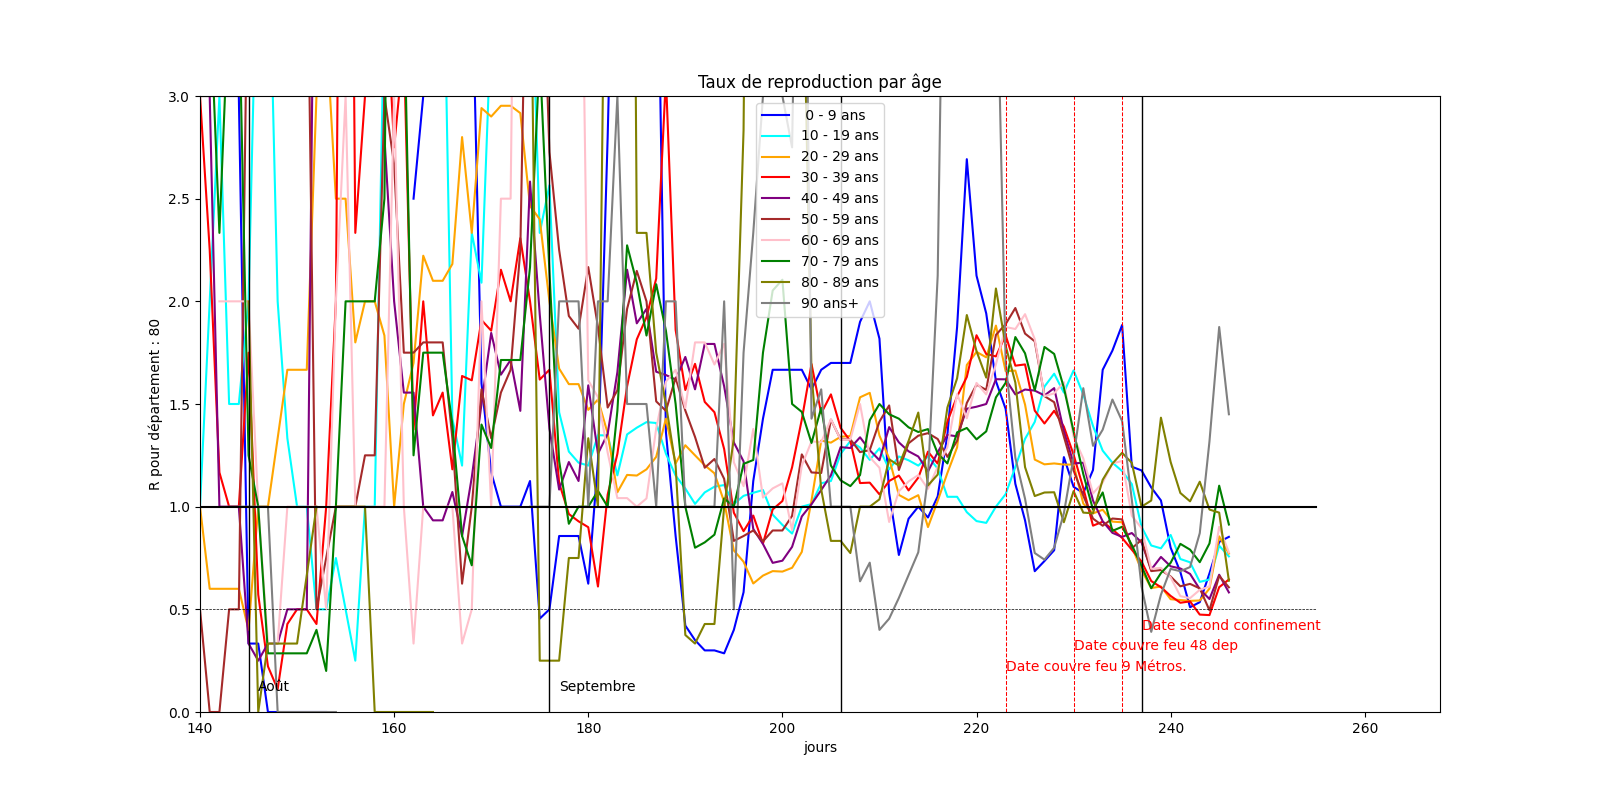 Taux de reproduction par âge
R pour département : 80
3.0
2.5
2.0
1.5
1.0
0.5
0.0
0 - 9 ans
10 - 19 ans
20 - 29 ans
30 - 39 ans
40 - 49 ans
50 - 59 ans
60 - 69 ans
70 - 79 ans
80 - 89 ans
90 ans+
Date second confinement
Date couvre feu 48 dep
Date couvre feu 9 Métros.
Août
Septembre
140 160 180 200 220 240 260
jours